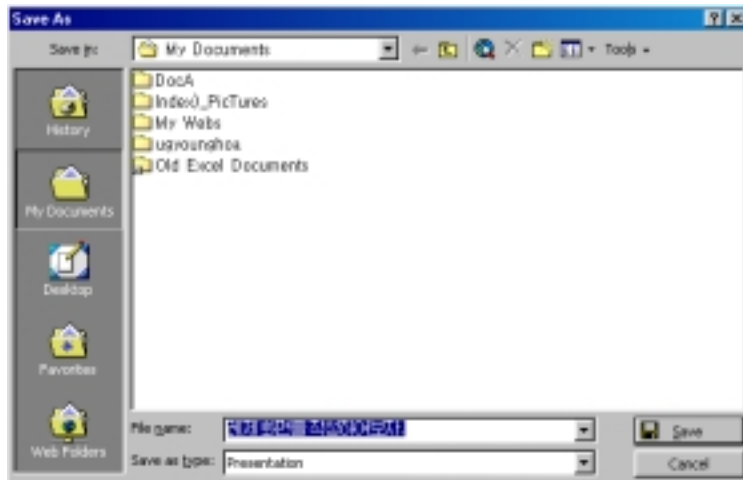 Save As
Save in: My Documents Tools
DocA
My Webs
Old Excel Documents
History
My Documents
Desktop
Favorites
Web Folders
File name:
Save
Save as type: Presentation
Cancel